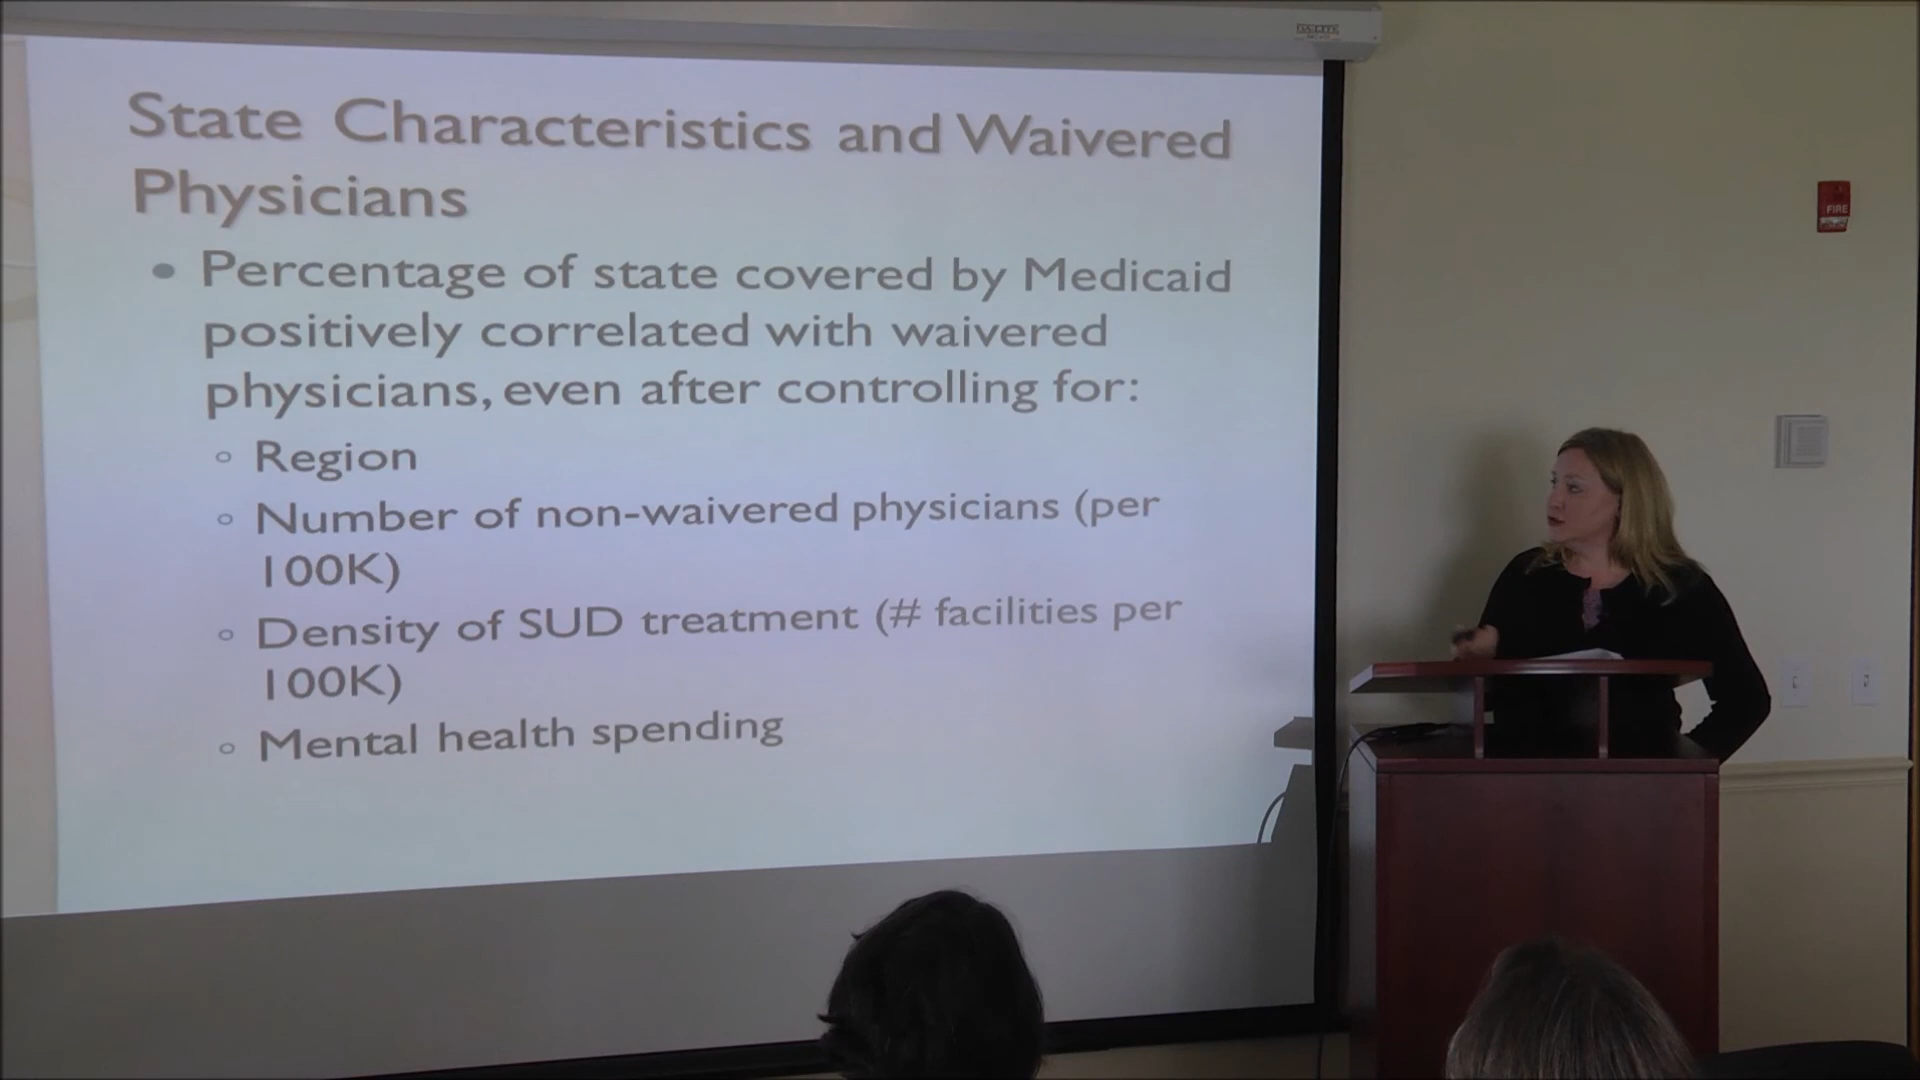 State Characteristics and Waivered
Physicians
• Percentage of state covered by Medicaid
positively correlated with waivered
physicians, even after controlling for:
○ Region
○ Number of non-waivered physicians (per
100K)
○ Density of SUD treatment (# facilities per
100K)
○ Mental health spending
DA-LITE
FIRE